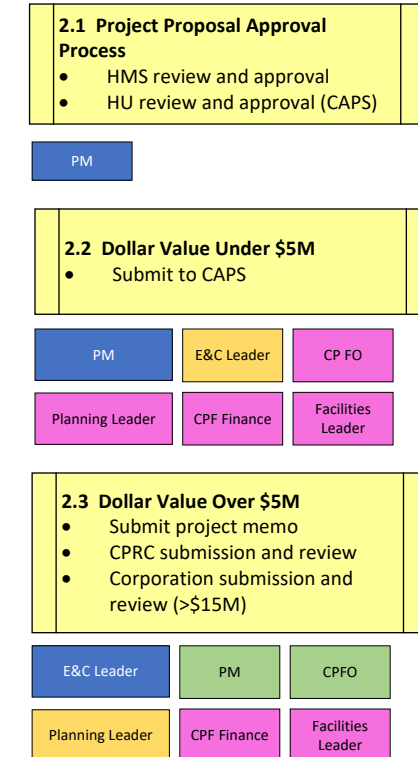 2.1 Project Proposal Approval
Process
• HMS review and approval
• HU review and approval (CAPS)
PM
2.2 Dollar Value Under $5M
• Submit to CAPS
PM
E&C Leader
CP FO
Planning Leader
CPF Finance
Facilities
Leader
2.3 Dollar Value Over $5M
• Submit project memo
• CPRC submission and review
• Corporation submission and
review (>$15M)
E&C Leader
PM
CPFO
Planning Leader
CPF Finance
Facilities
Leader